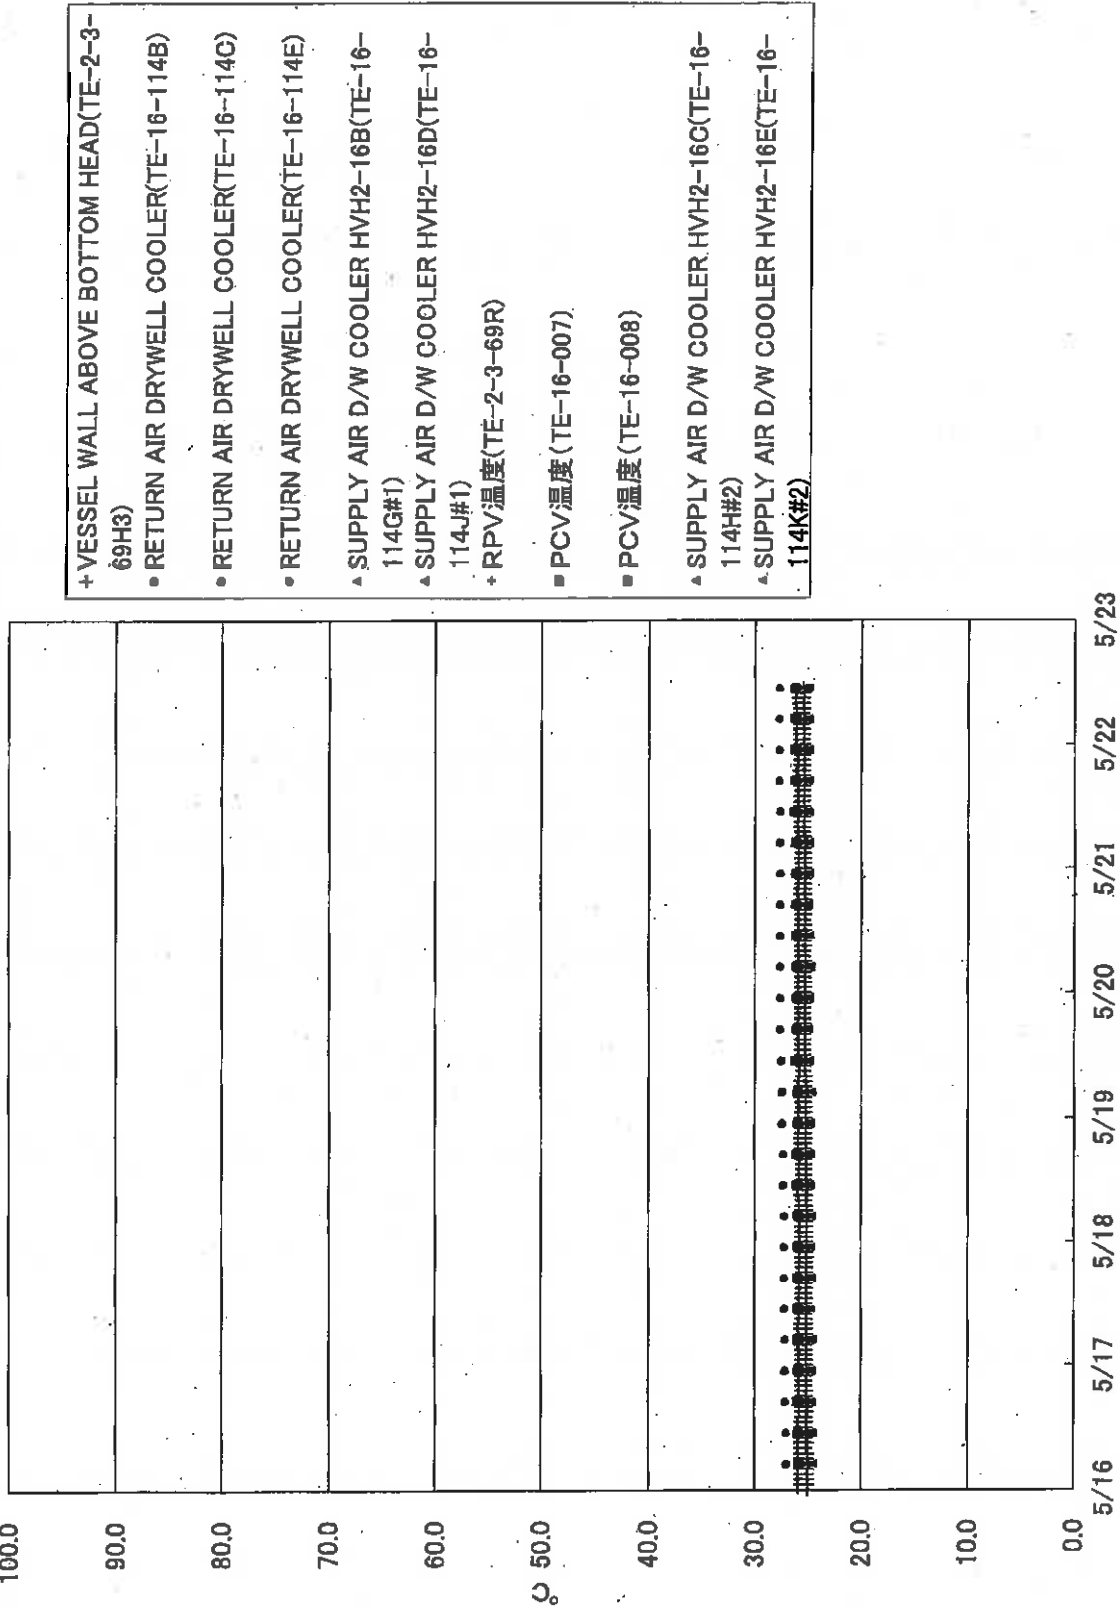 100.0
90.0
80.0
70.0
60.0
50.0
40.0
30.0
20.0
10.0
0.0
℃
5/16
5/17
5/18
5/19
5/20
5/21
5/22
5/23
+ VESSEL WALL ABOVE BOTTOM HEAD(TE-2-3-
69H3)
● RETURN AIR DRYWELL COOLER(TE-16-114B)
● RETURN AIR DRYWELL COOLER(TE-16-114C)
● RETURN AIR DRYWELL COOLER(TE-16-114E)
▲ SUPPLY AIR D/W COOLER HVH2-16B(TE-16-
114G#1)
▲ SUPPLY AIR D/W COOLER HVH2-16D(TE-16-
114J#1)
+ RPV温度(TE-2-3-69R)
■ PCV温度(TE-16-007)
■ PCV温度(TE-16-008)
▲ SUPPLY AIR D/W COOLER HVH2-16C(TE-16-
114H#2)
▲ SUPPLY AIR D/W COOLER HVH2-16E(TE-16-
114K#2)